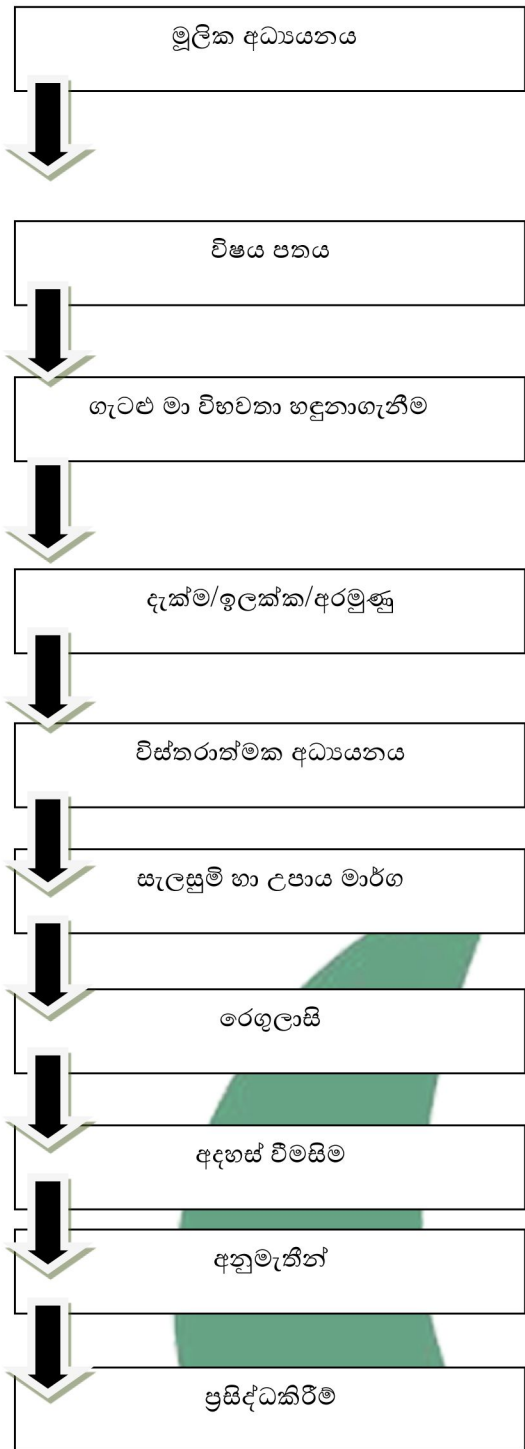 මූලික අධ්‍යයනය
විෂය පතය
ගැටළු මා විභවතා හඳුනාගැනීම
දැක්ම/ඉලක්ක/අරමුණු
විස්තරාත්මක අධ්‍යයනය
සැලසුම් හා උපාය මාර්ග
රෙගුලාසි
අදහස් විමසිම
අනුමැතීන්
ප්‍රසිද්ධකිරීම්